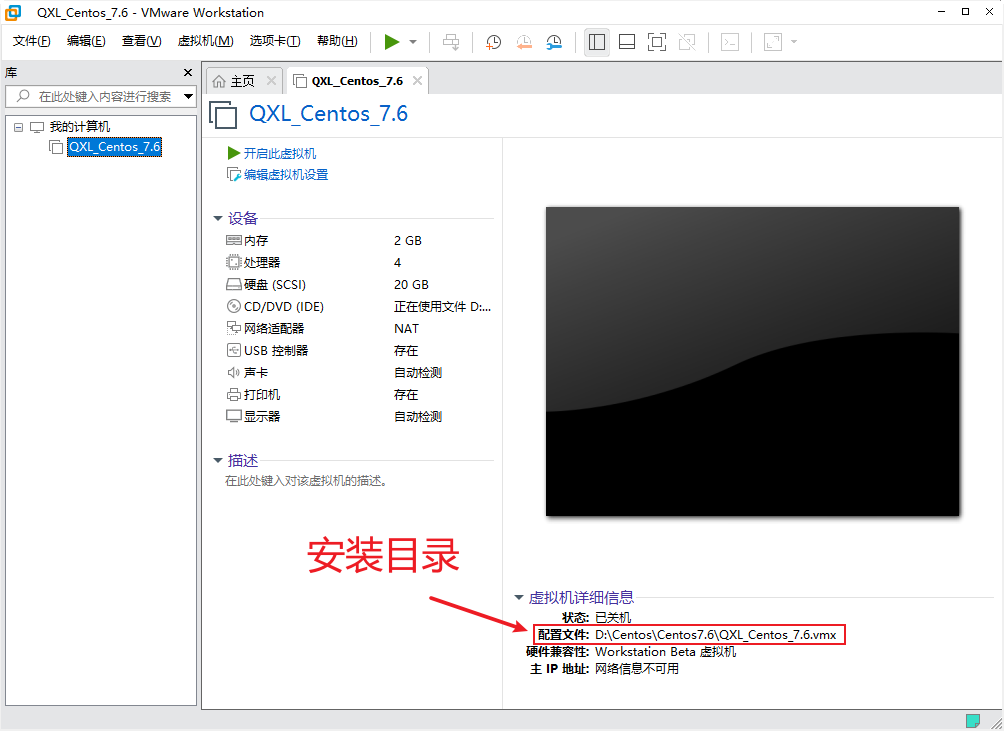 QXL_Centos_7.6 - VMware Workstation
文件(F) 编辑(E) 查看(V) 虚拟机(M) 选项卡(T) 帮助(H)
库
在此处键入内容进行搜索
我的计算机
QXL_Centos_7.6
主页 QXL_Centos_7.6
QXL_Centos_7.6
开启此虚拟机
编辑虚拟机设置
设备
内存 2 GB
处理器 4
硬盘 (SCSI) 20 GB
CD/DVD (IDE) 正在使用文件 D:...
网络适配器 NAT
USB 控制器 存在
声卡 自动检测
打印机 存在
显示器 自动检测
描述
在此处键入对该虚拟机的描述。
安装目录
虚拟机详细信息
状态: 已关机
配置文件: D:\Centos\Centos7.6\QXL_Centos_7.6.vmx
硬件兼容性: Workstation Beta 虚拟机
主 IP 地址: 网络信息不可用